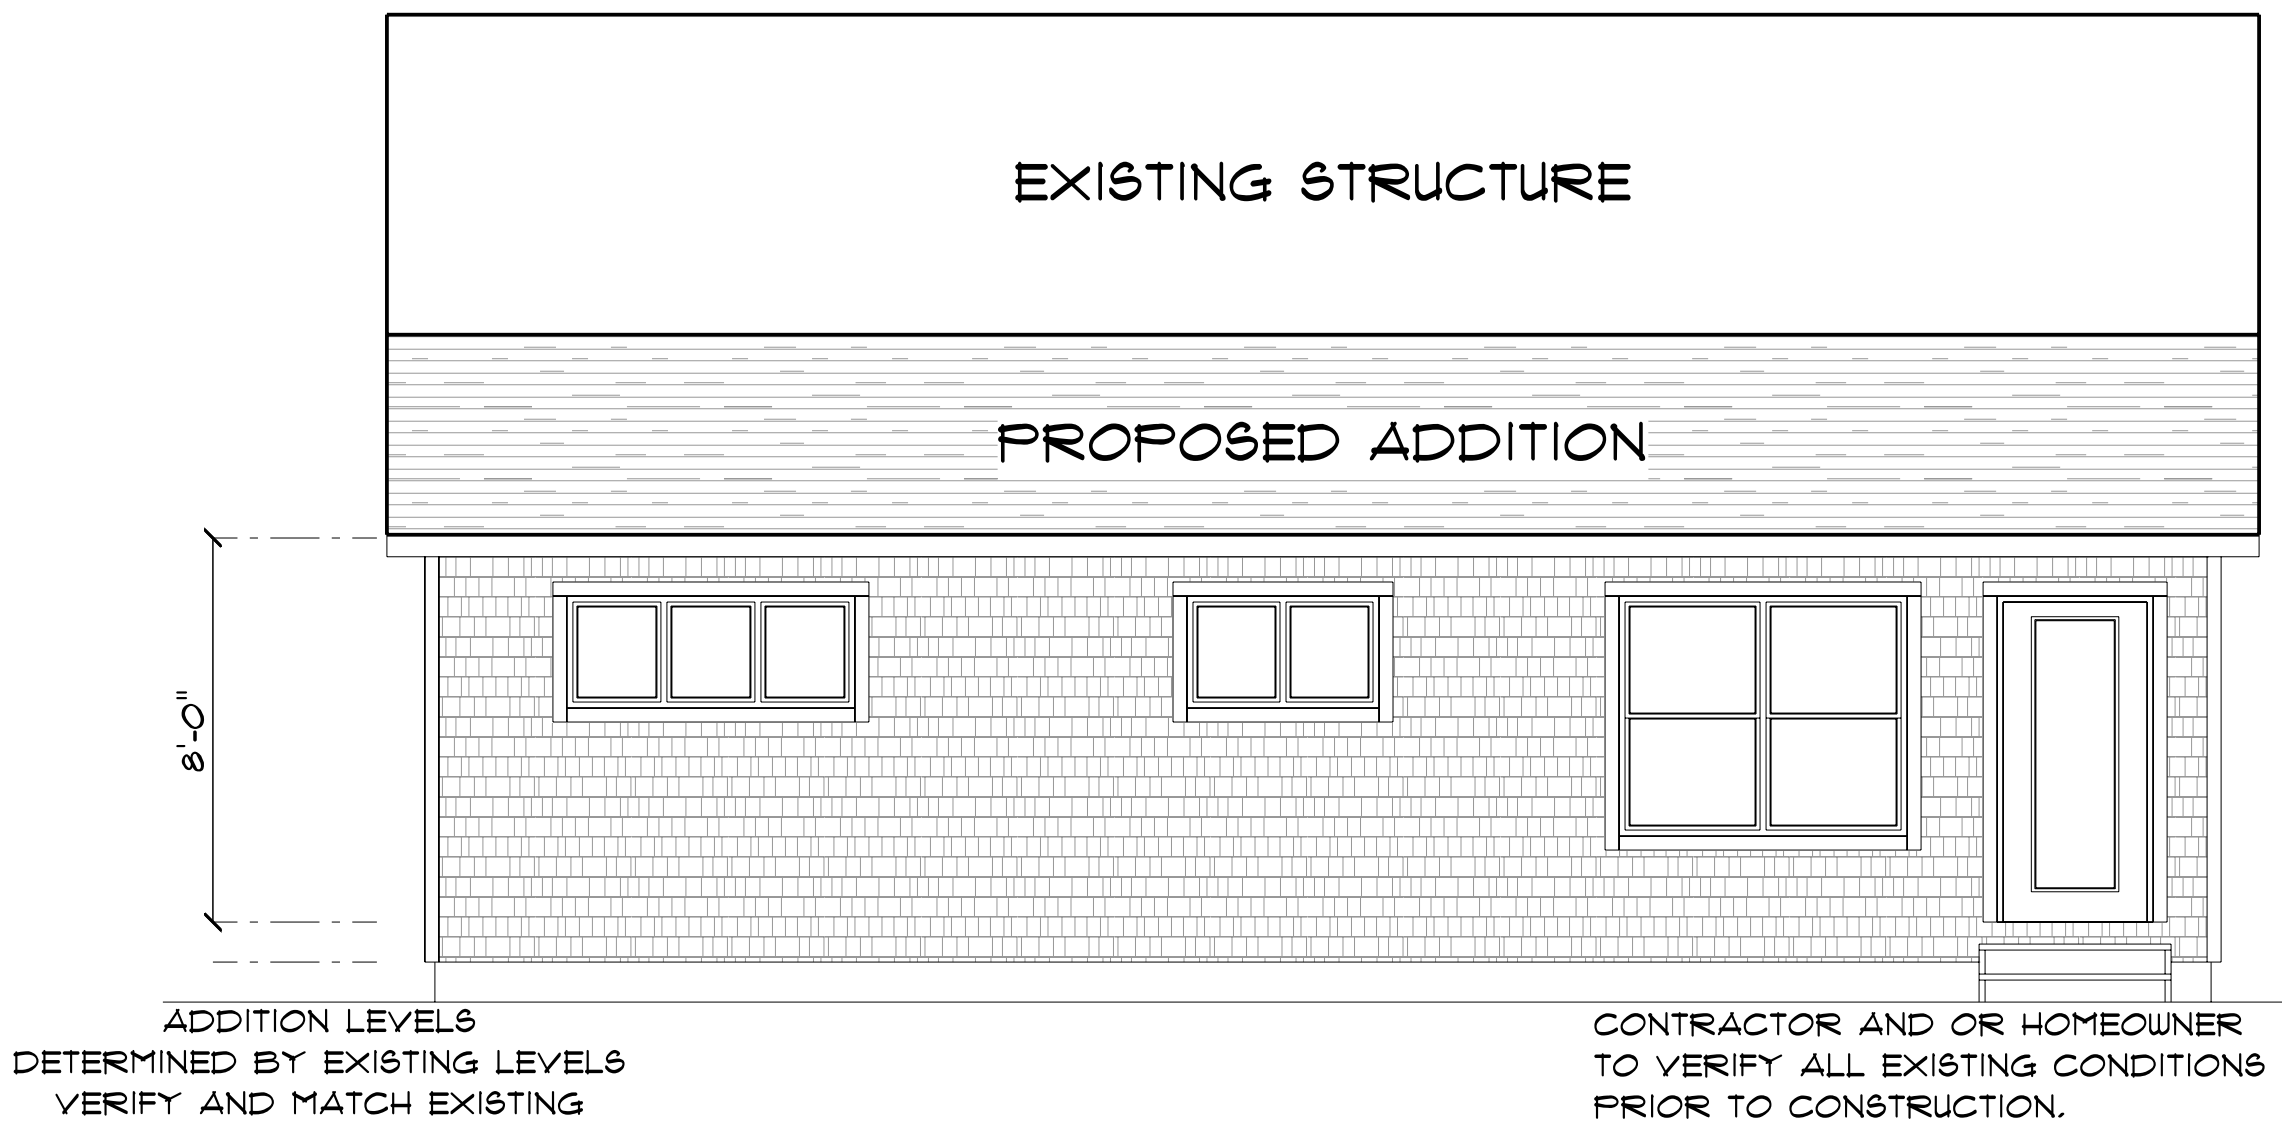 EXISTING STRUCTURE
PROPOSED ADDITION
8'-0"
ADDITION LEVELS
DETERMINED BY EXISTING LEVELS
VERIFY AND MATCH EXISTING
CONTRACTOR AND OR HOMEOWNER
TO VERIFY ALL EXISTING CONDITIONS
PRIOR TO CONSTRUCTION.